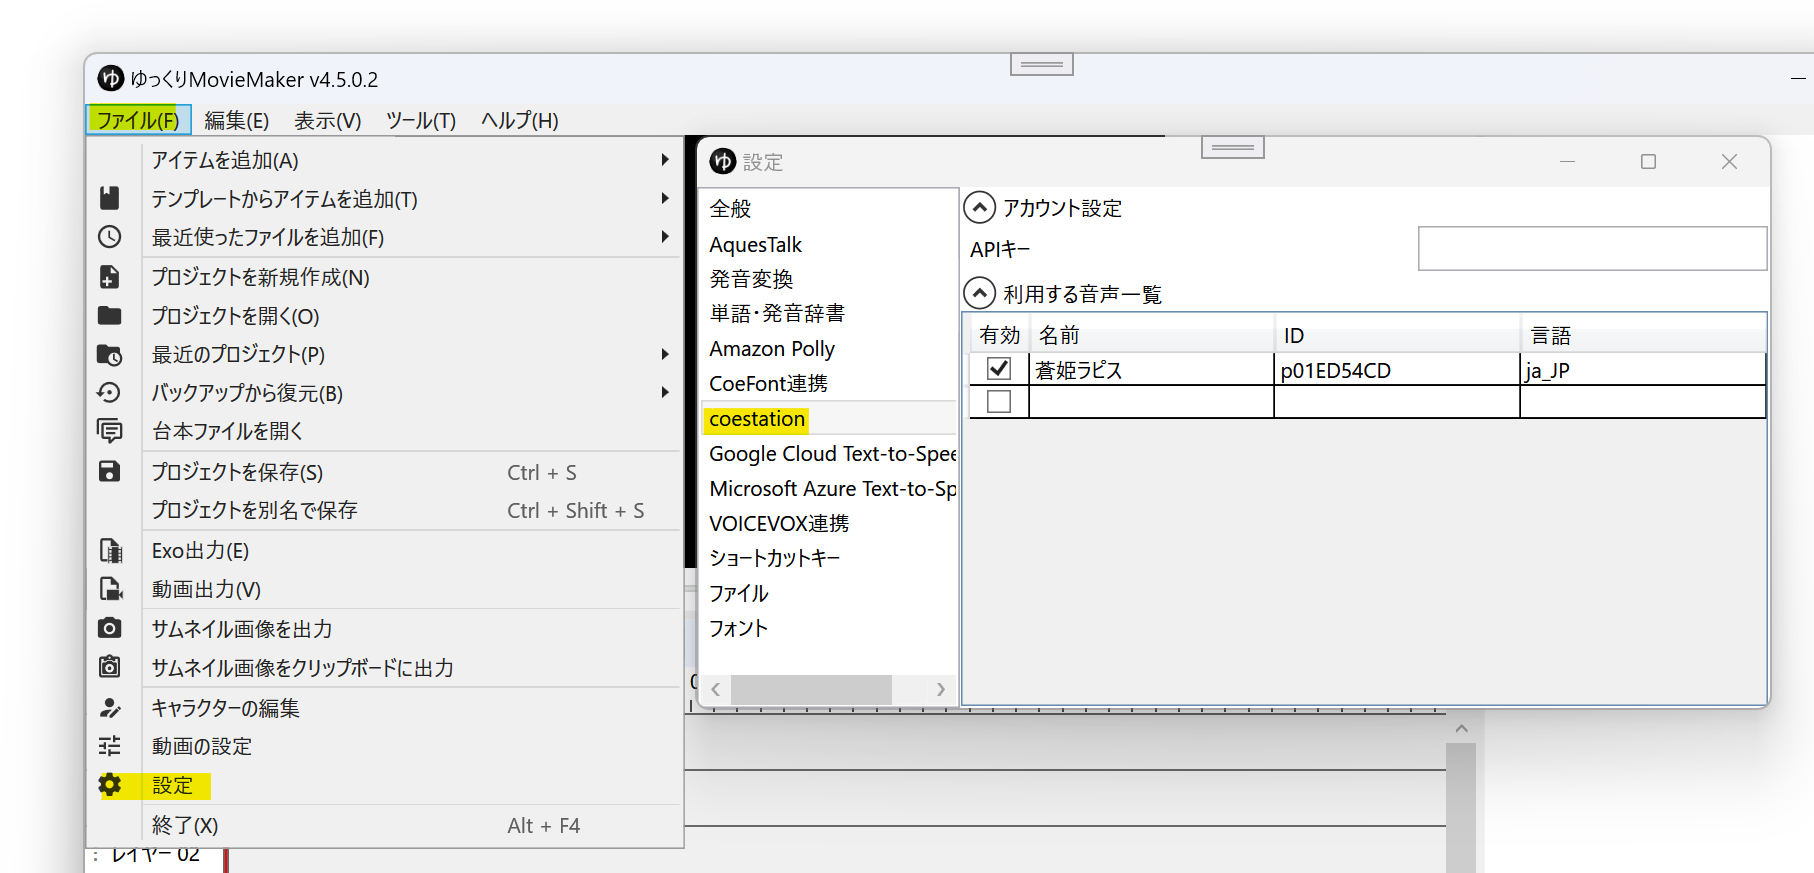 ゆ ゆっくりMovieMaker v4.5.0.2
ファイル(F) 編集(E) 表示(V) ツール(T) ヘルプ(H)
アイテムを追加(A)
テンプレートからアイテムを追加(T)
最近使ったファイルを追加(F)
プロジェクトを新規作成(N)
プロジェクトを開く(O)
最近のプロジェクト(P)
バックアップから復元(B)
台本ファイルを開く
プロジェクトを保存(S) Ctrl + S
プロジェクトを別名で保存 Ctrl + Shift + S
Exo出力(E)
動画出力(V)
サムネイル画像を出力
サムネイル画像をクリップボードに出力
キャラクターの編集
動画の設定
設定
終了(X) Alt + F4
レイヤー 02
ゆ 設定
全般
AquesTalk
発音変換
単語・発音辞書
Amazon Polly
CoeFont連携
coestation
Google Cloud Text-to-Spee
Microsoft Azure Text-to-Sp
VOICEVOX連携
ショートカットキー
ファイル
フォント
アカウント設定
APIキー
利用する音声一覧
有効 名前 ID 言語
蒼姫ラピス p01ED54CD ja_JP